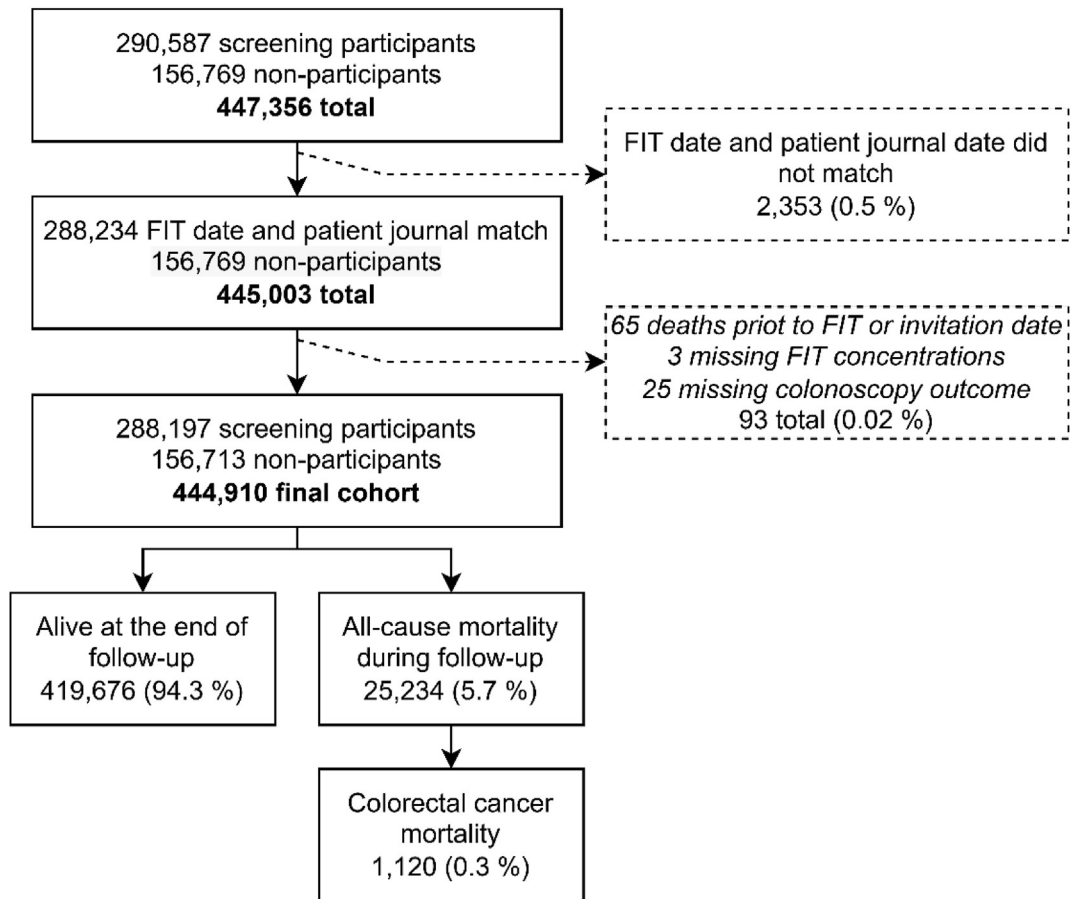 290,587 screening participants
156,769 non-participants
447,356 total
FIT date and patient journal date did
not match
2,353 (0.5 %)
288,234 FIT date and patient journal match
156,769 non-participants
445,003 total
65 deaths priot to FIT or invitation date
3 missing FIT concentrations
25 missing colonoscopy outcome
93 total (0.02 %)
288,197 screening participants
156,713 non-participants
444,910 final cohort
Alive at the end of
follow-up
419,676 (94.3 %)
All-cause mortality
during follow-up
25,234 (5.7 %)
Colorectal cancer
mortality
1,120 (0.3 %)